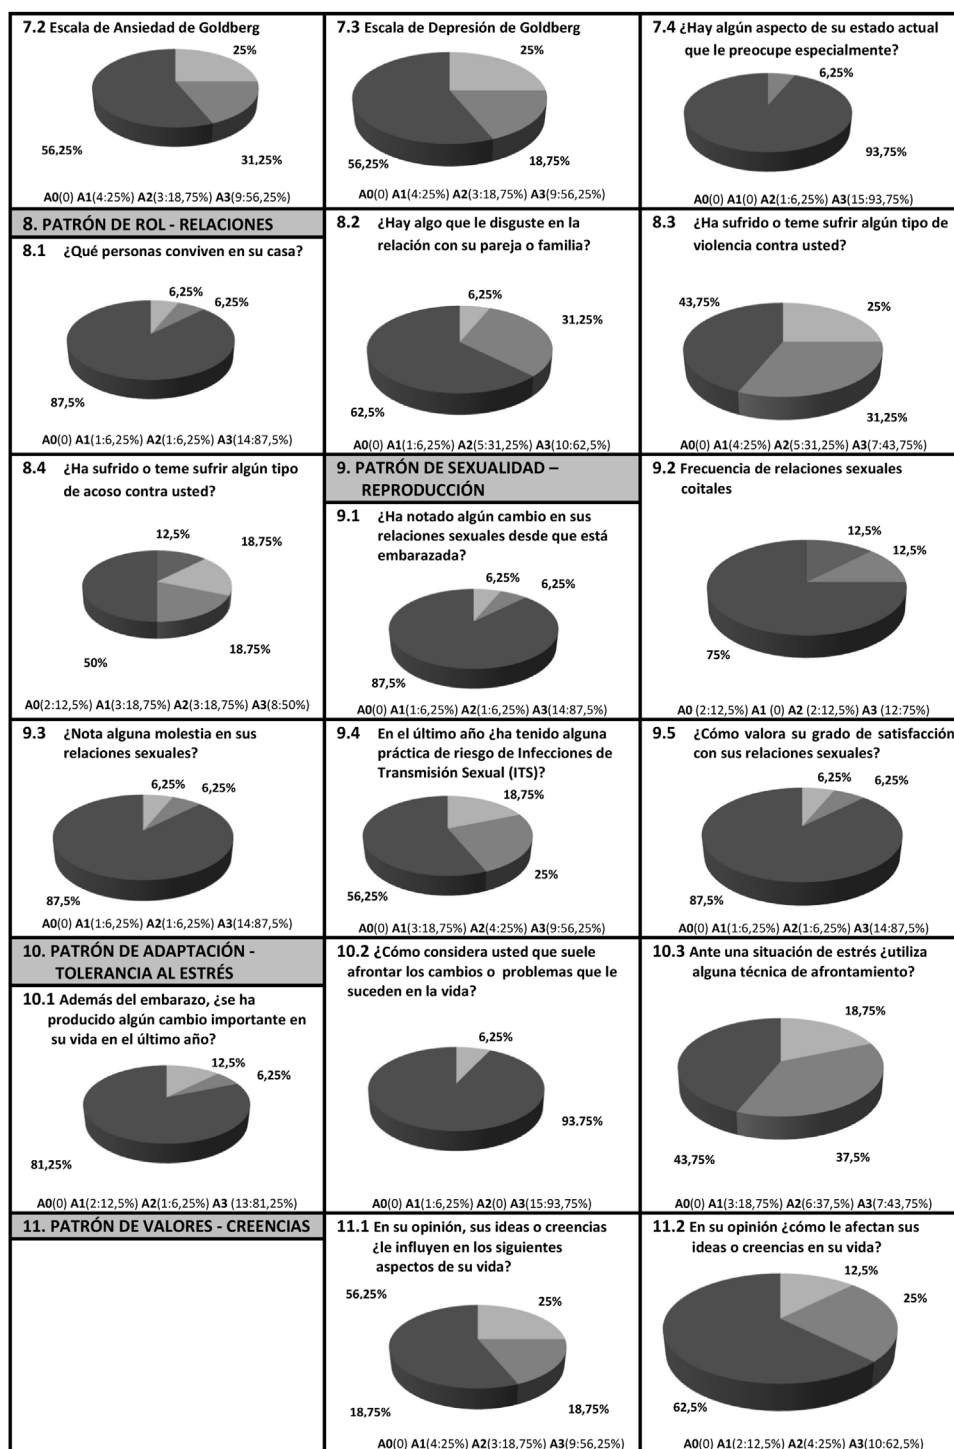 7.2 Escala de Ansiedad de Goldberg
25%
56,25%
31,25%
A0(0) A1(4:25%) A2(3:18,75%) A3(9:56,25%)
7.3 Escala de Depresión de Goldberg
25%
56,25%
18,75%
A0(0) A1(4:25%) A2(3:18,75%) A3(9:56,25%)
7.4 ¿Hay algún aspecto de su estado actual
que le preocupe especialmente?
6,25%
93,75%
A0(0) A1(0) A2(1:6,25%) A3(15:93,75%)
8. PATRÓN DE ROL - RELACIONES
8.1 ¿Qué personas conviven en su casa?
6,25%
6,25%
87,5%
A0(0) A1(1:6,25%) A2(1:6,25%) A3(14:87,5%)
8.2 ¿Hay algo que le disguste en la
relación con su pareja o familia?
6,25%
31,25%
62,5%
A0(0) A1(1:6,25%) A2(5:31,25%) A3(10:62,5%)
8.3 ¿Ha sufrido o teme sufrir algún tipo de
violencia contra usted?
43,75%
25%
31,25%
A0(0) A1(4:25%) A2(5:31,25%) A3(7:43,75%)
8.4 ¿Ha sufrido o teme sufrir algún tipo
de acoso contra usted?
12,5%
18,75%
18.75%
50%
A0(2:12,5%) A1(3:18,75%) A2(3:18,75%) A3(8:50%)
9. PATRÓN DE SEXUALIDAD –
REPRODUCCIÓN
9.1 ¿Ha notado algún cambio en sus
relaciones sexuales desde que está
embarazada?
6,25%
6,25%
87,5%
A0(0) A1(1:6,25%) A2(1:6,25%) A3(14:87,5%)
9.2 Frecuencia de relaciones sexuales
coitales
12,5%
12,5%
75%
A0 (2:12,5%) A1 (0) A2 (2:12,5%) A3 (12:75%)
9.3 ¿Nota alguna molestia en sus
relaciones sexuales?
6,25%
6,25%
87,5%
A0(0) A1(1:6,25%) A2(1:6,25%) A3(14:87,5%)
9.4 En el último año ¿ha tenido alguna
práctica de riesgo de Infecciones de
Transmisión Sexual (ITS)?
18,75%
25%
56,25%
A0(0) A1(3:18,75%) A2(4:25%) A3(9:56,25%)
9.5 ¿Cómo valora su grado de satisfacción
con sus relaciones sexuales?
6,25%
6,25%
87,5%
A0(0) A1(1:6,25%) A2(1:6,25%) A3(14:87,5%)
10. PATRÓN DE ADAPTACIÓN -
TOLERANCIA AL ESTRÉS
10.1 Además del embarazo, ¿se ha
producido algún cambio importante en
su vida en el último año?
12,5%
6,25%
81,25%
A0(0) A1(2:12,5%) A2(1:6,25%) A3 (13:81,25%)
10.2 ¿Cómo considera usted que suele
afrontar los cambios o problemas que le
suceden en la vida?
6,25%
93.75%
A0(0) A1(1:6,25%) A2(0) A3(15:93,75%)
10.3 Ante una situación de estrés ¿utiliza
alguna técnica de afrontamiento?
18,75%
43,75%
37,5%
A0(0) A1(3:18,75%) A2(6:37,5%) A3(7:43,75%)
11. PATRÓN DE VALORES - CREENCIAS
11.1 En su opinión, sus ideas o creencias
¿le influyen en los siguientes
aspectos de su vida?
56,25%
25%
18,75%
18,75%
A0(0) A1(4:25%) A2(3:18,75%) A3(9:56,25%)
11.2 En su opinión ¿cómo le afectan sus
ideas o creencias en su vida?
12,5%
25%
62,5%
A0(0) A1(2:12,5%) A2(4:25%) A3(10:62,5%)